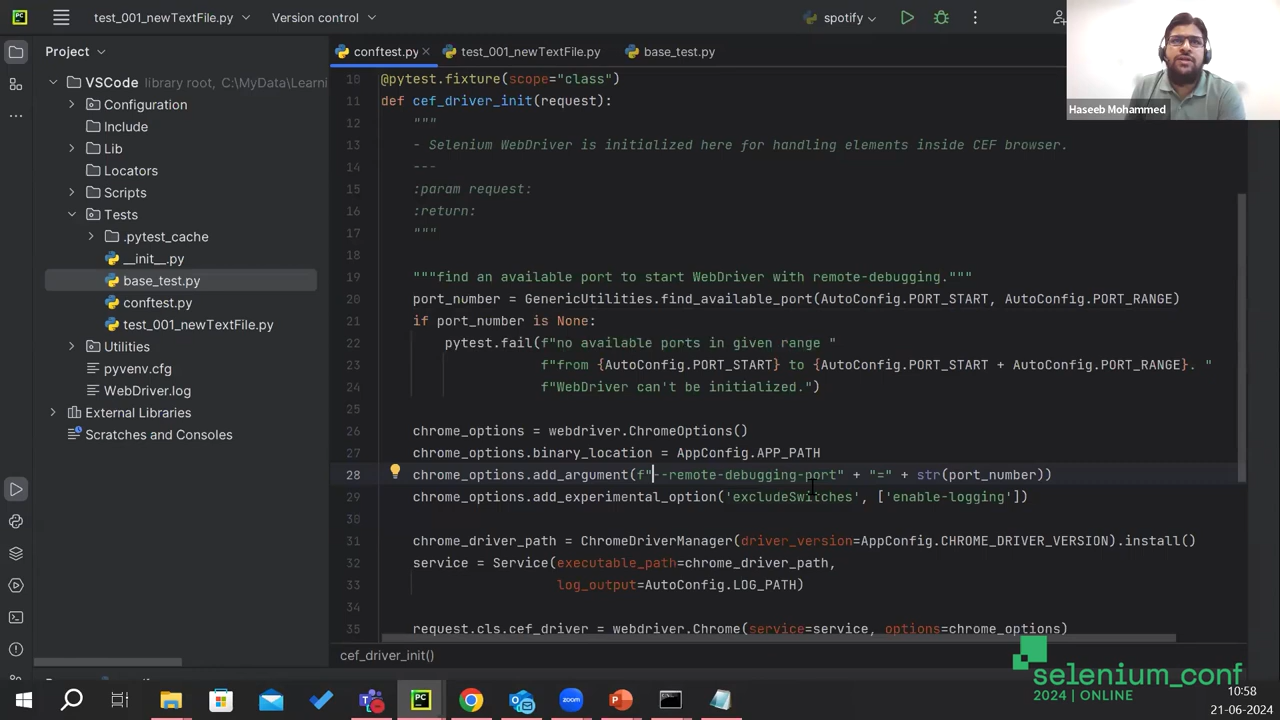 test_001_newTextFile.py
Version control
spotify
Project
conftest.py
test_001_newTextFile.py
base_test.py
VSCode library root, C:\MyData\Learni
Configuration
Include
Lib
Locators
Scripts
Tests
.pytest_cache
__init__.py
base_test.py
conftest.py
test_001_newTextFile.py
Utilities
pyvenv.cfg
WebDriver.log
External Libraries
Scratches and Consoles
10 @pytest.fixture(scope="class")
11 def cef_driver_init(request):
12 """
13 - Selenium WebDriver is initialized here for handling elements inside CEF browser.
14 ---
15 :param request:
16 :return:
17 """
18
19 """find an available port to start WebDriver with remote-debugging."""
20 port_number = GenericUtilities.find_available_port(AutoConfig.PORT_START, AutoConfig.PORT_RANGE)
21 if port_number is None:
22 pytest.fail(f"no available ports in given range "
23 f"from {AutoConfig.PORT_START} to {AutoConfig.PORT_START + AutoConfig.PORT_RANGE}. "
24 f"WebDriver can't be initialized.")
25
26 chrome_options = webdriver.ChromeOptions()
27 chrome_options.binary_location = AppConfig.APP_PATH
28 chrome_options.add_argument(f"--remote-debugging-port" + "=" + str(port_number))
29 chrome_options.add_experimental_option('excludeSwitches', ['enable-logging'])
30
31 chrome_driver_path = ChromeDriverManager(driver_version=AppConfig.CHROME_DRIVER_VERSION).install()
32 service = Service(executable_path=chrome_driver_path,
33 log_output=AutoConfig.LOG_PATH)
34
35 request.cls.cef_driver = webdriver.Chrome(service=service, options=chrome_options)
cef_driver_init()
Haseeb Mohammed
selenium_conf
2024 | ONLINE
10:58
21-06-2024